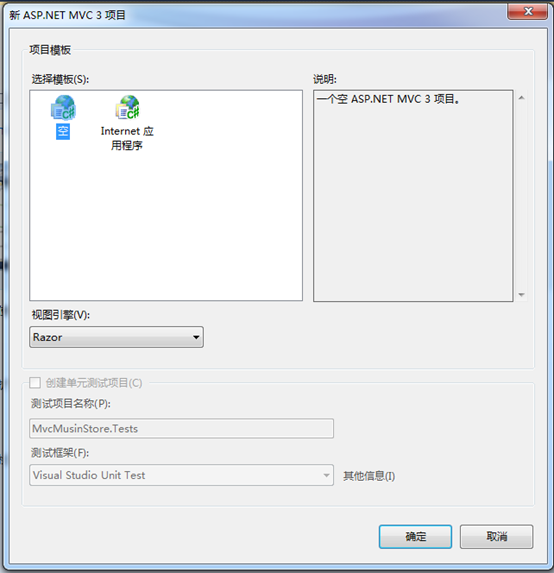 新 ASP.NET MVC 3 项目
项目模板
选择模板(S):
说明:
空
Internet 应
用程序
一个空 ASP.NET MVC 3 项目。
视图引擎(V):
Razor
创建单元测试项目(C)
测试项目名称(P):
MvcMusinStore.Tests
测试框架(F):
Visual Studio Unit Test
其他信息(I)
确定
取消